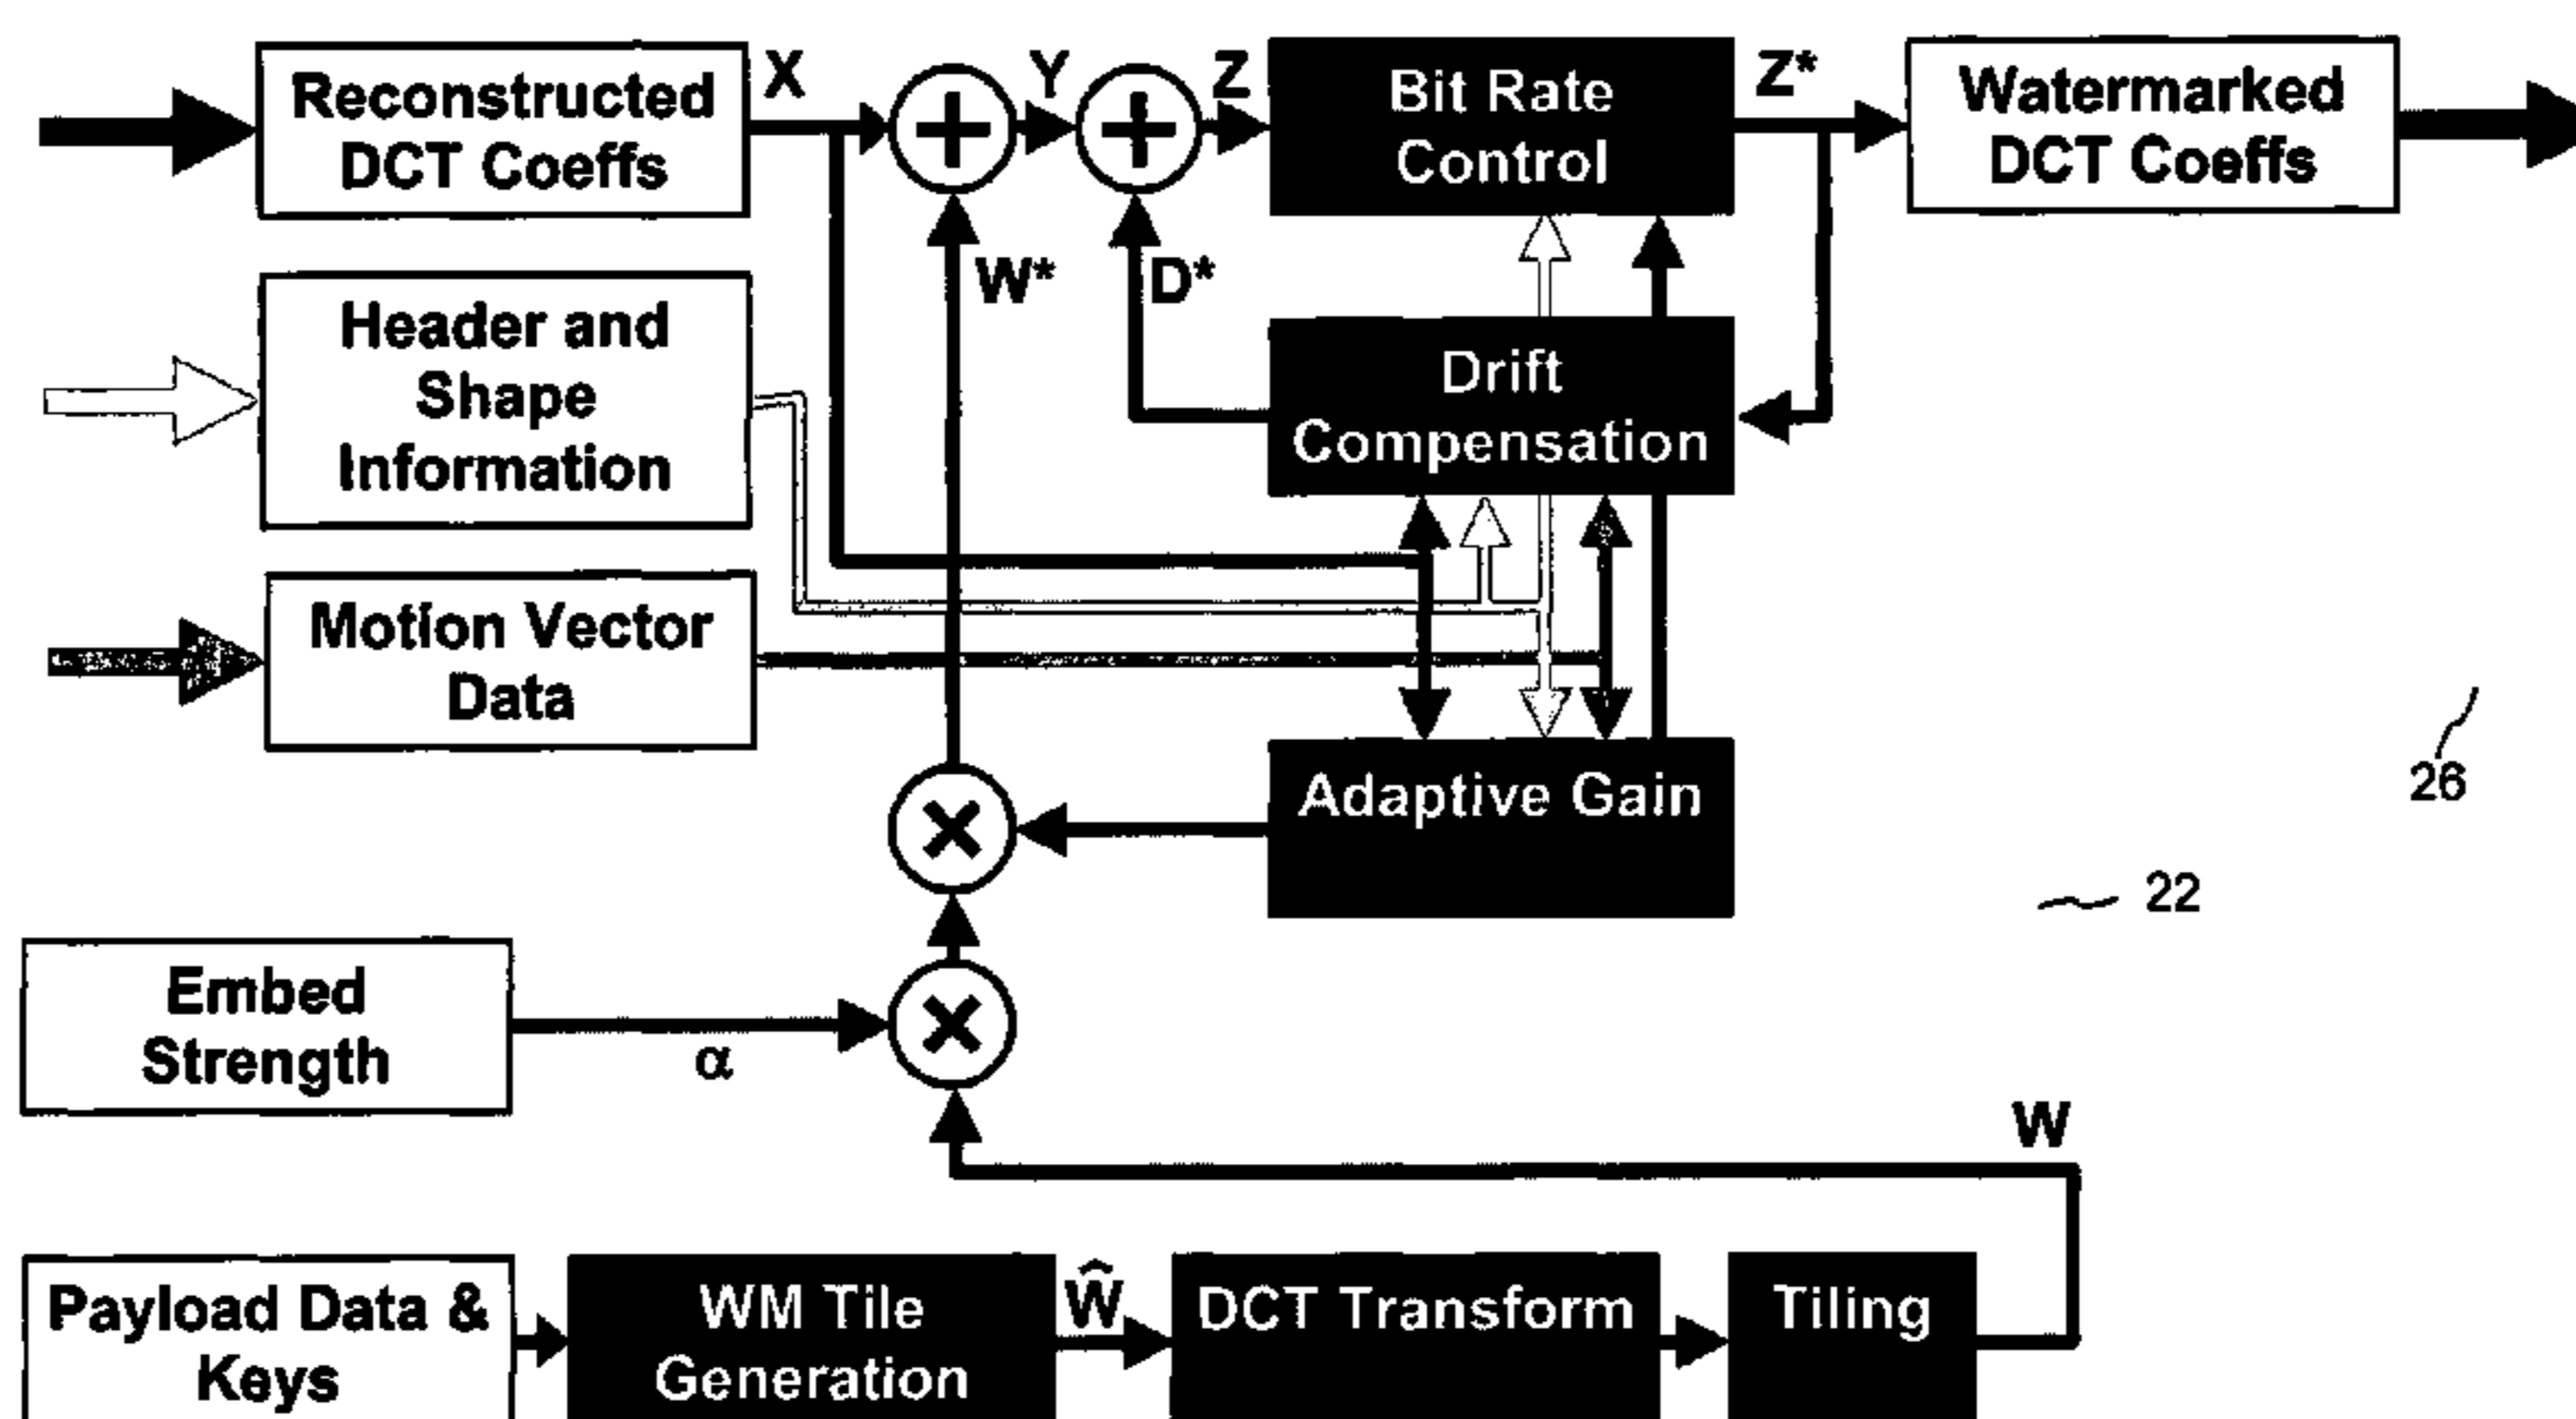 Reconstructed
DCT Coeffs
X
+
Y
+
Z
Bit Rate
Control
Z*
Watermarked
DCT Coeffs
W*
D*
Header and
Shape
Information
Drift
Compensation
Motion Vector
Data
Adaptive Gain
×
26
22
Embed
Strength
α
×
W
Payload Data &
Keys
WM Tile
Generation
Ŵ
DCT Transform
Tiling